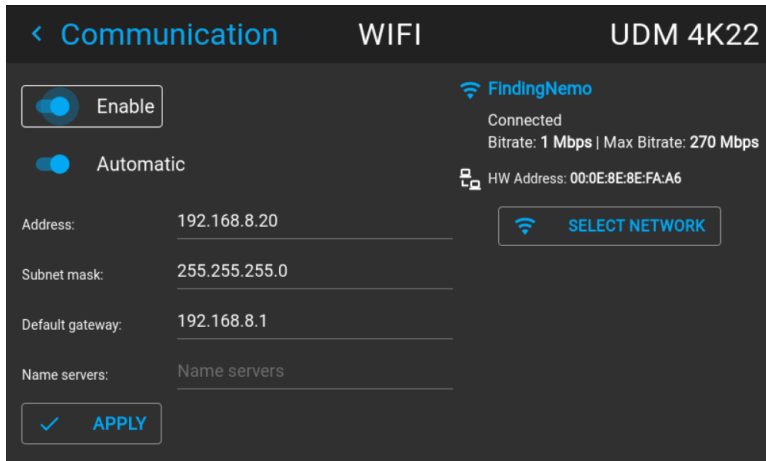 Communication
WIFI
UDM 4K22
Enable
Automatic
Address: 192.168.8.20
Subnet mask: 255.255.255.0
Default gateway: 192.168.8.1
Name servers: Name servers
APPLY
FindingNemo
Connected
Bitrate: 1 Mbps | Max Bitrate: 270 Mbps
HW Address: 00:0E:8E:8E:FA:A6
SELECT NETWORK